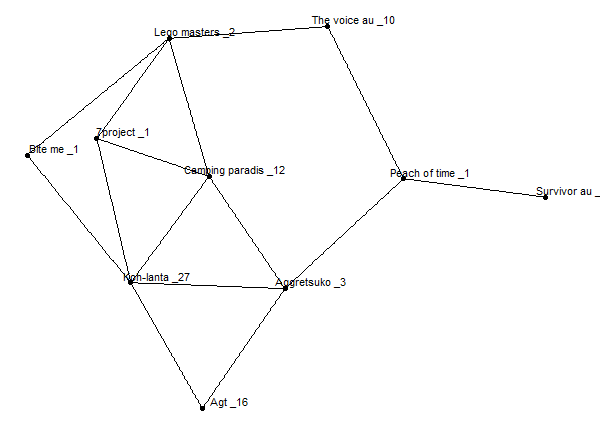 The voice au _10
Lego masters _2
7project _1
Bite me _1
Camping paradis _12
Peach of time _1
Survivor au _
Koh-lanta _27
Aggretsuko _3
Agt _16